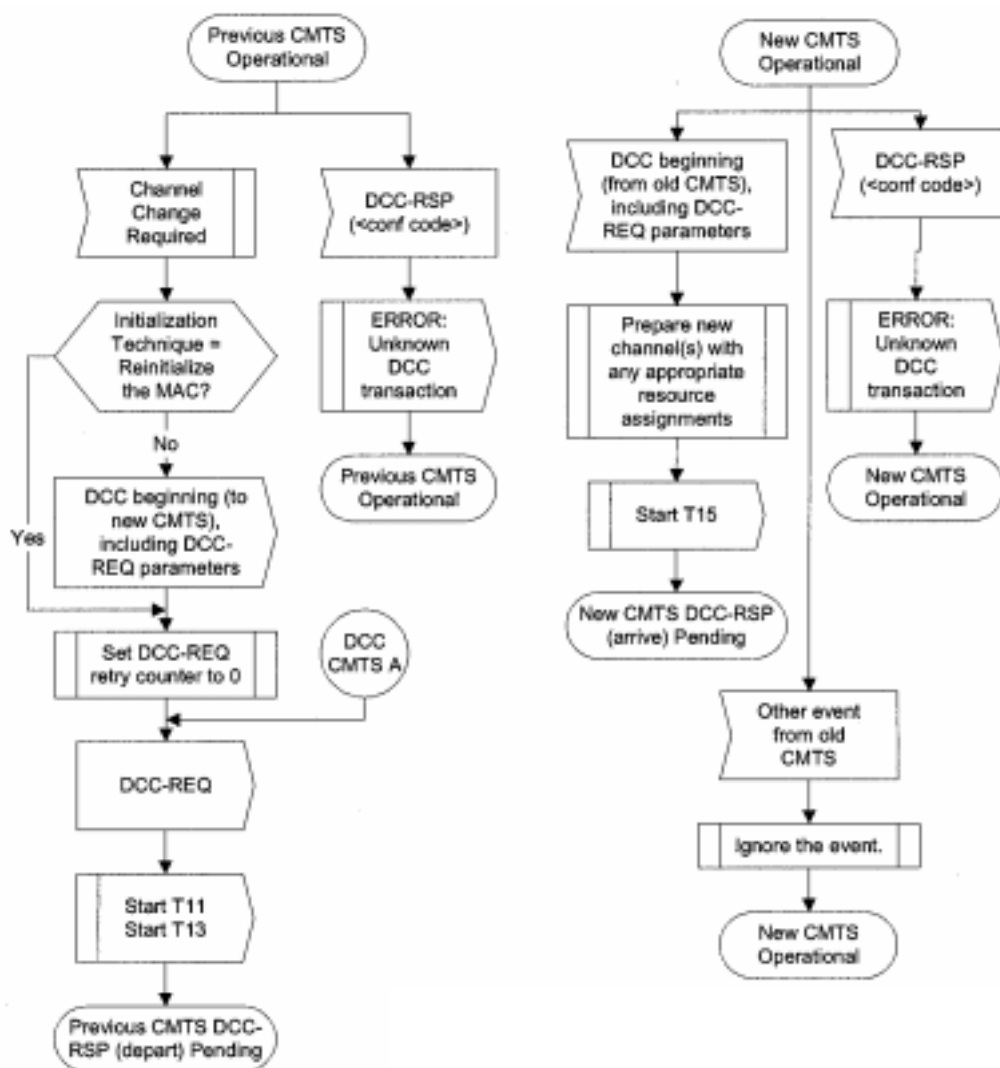 Previous CMTS
Operational
Channel
Change
Required
DCC-RSP
(<conf code>)
Initialization
Technique =
Reinitialize
the MAC?
ERROR:
Unknown
DCC
transaction
No
Previous CMTS
Operational
Yes
DCC beginning (to
new CMTS),
including DCC-
REQ parameters
Set DCC-REQ
retry counter to 0
DCC
CMTS A
DCC-REQ
Start T11
Start T13
Previous CMTS DCC-
RSP (depart) Pending
New CMTS
Operational
DCC beginning
(from old CMTS),
including DCC-
REQ parameters
DCC-RSP
(<conf code>)
Prepare new
channel(s) with
any appropriate
resource
assignments
ERROR:
Unknown
DCC
transaction
New CMTS
Operational
Start T15
New CMTS DCC-RSP
(arrive) Pending
Other event
from old
CMTS
Ignore the event.
New CMTS
Operational